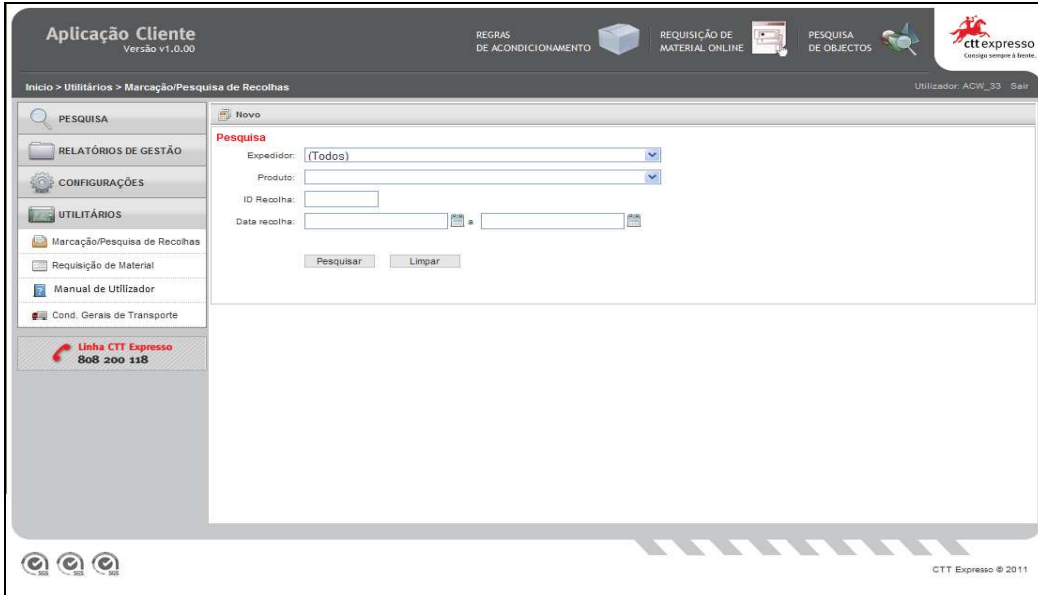 Aplicação Cliente
Versão v1.0.00
REGRAS
DE ACONDICIONAMENTO
REQUISIÇÃO DE
MATERIAL ONLINE
PESQUISA
DE OBJECTOS
ctt expresso
Consigo sempre à frente.
Inicio > Utilitários > Marcação/Pesquisa de Recolhas
Utilizador: ACW_33 Sair
PESQUISA
RELATÓRIOS DE GESTÃO
CONFIGURAÇÕES
UTILITÁRIOS
Marcação/Pesquisa de Recolhas
Requisição de Material
Manual de Utilizador
Cond. Gerais de Transporte
Linha CTT Expresso
808 200 118
Novo
Pesquisa
Expedidor: (Todos)
Produto:
ID Recolha:
Data recolha: a
Pesquisar Limpar
SGS SGS SGS
CTT Expresso © 2011